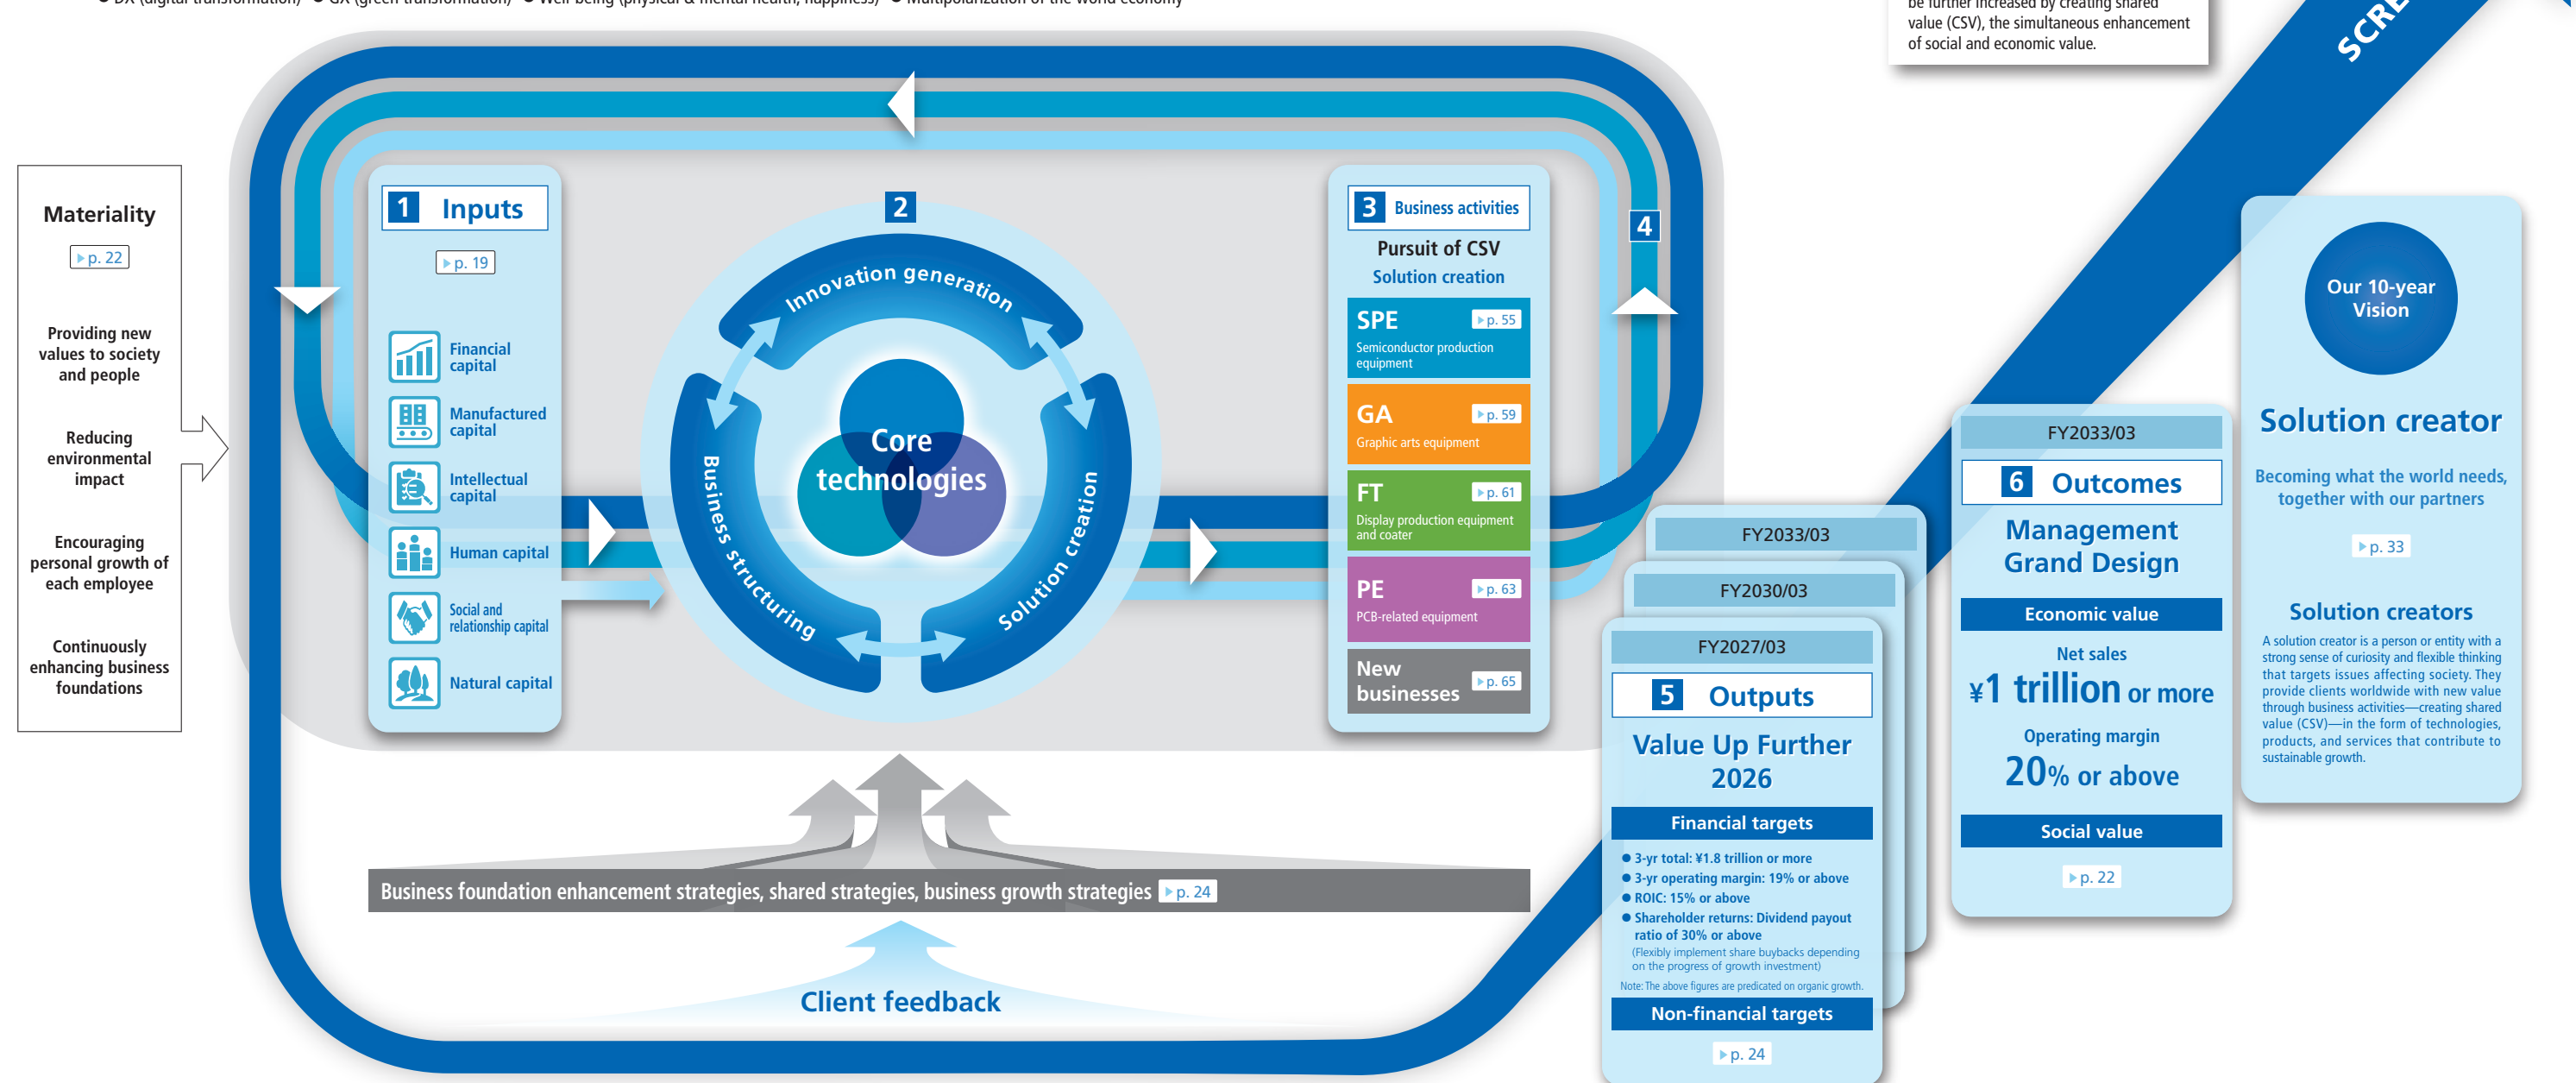 ● DX (digital transformation) ● GX (green transformation) ● Well-being (physical & mental health, happiness) ● Multipolarization of the world economy
be further increased by creating shared
value (CSV), the simultaneous enhancement
of social and economic value.
SCRE
Materiality
▶p. 22
Providing new
values to society
and people
Reducing
environmental
impact
Encouraging
personal growth of
each employee
Continuously
enhancing business
foundations
1 Inputs
▶p. 19
Financial
capital
Manufactured
capital
Intellectual
capital
Human capital
Social and
relationship capital
Natural capital
2
Innovation generation
Business structuring
Solution creation
Core
technologies
3 Business activities
Pursuit of CSV
Solution creation
SPE ▶p. 55
Semiconductor production
equipment
GA ▶p. 59
Graphic arts equipment
FT ▶p. 61
Display production equipment
and coater
PE ▶p. 63
PCB-related equipment
New
businesses ▶p. 65
4
Business foundation enhancement strategies, shared strategies, business growth strategies ▶p. 24
Client feedback
FY2033/03
FY2030/03
FY2027/03
5 Outputs
Value Up Further
2026
Financial targets
● 3-yr total: ¥1.8 trillion or more
● 3-yr operating margin: 19% or above
● ROIC: 15% or above
● Shareholder returns: Dividend payout
ratio of 30% or above
(Flexibly implement share buybacks depending
on the progress of growth investment)
Note: The above figures are predicated on organic growth.
Non-financial targets
▶p. 24
FY2033/03
6 Outcomes
Management
Grand Design
Economic value
Net sales
¥1 trillion or more
Operating margin
20% or above
Social value
▶p. 22
Our 10-year
Vision
Solution creator
Becoming what the world needs,
together with our partners
▶p. 33
Solution creators
A solution creator is a person or entity with a
strong sense of curiosity and flexible thinking
that targets issues affecting society. They
provide clients worldwide with new value
through business activities—creating shared
value (CSV)—in the form of technologies,
products, and services that contribute to
sustainable growth.